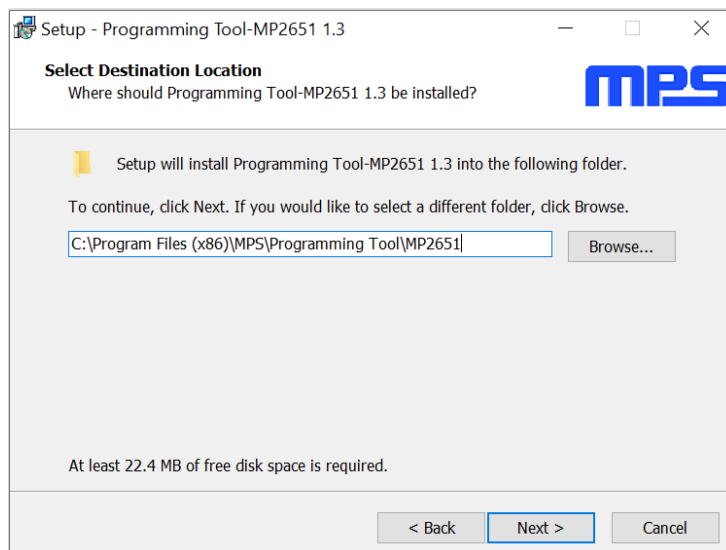 Setup - Programming Tool-MP2651 1.3
Select Destination Location
Where should Programming Tool-MP2651 1.3 be installed?
mps
Setup will install Programming Tool-MP2651 1.3 into the following folder.
To continue, click Next. If you would like to select a different folder, click Browse.
C:\Program Files (x86)\MPS\Programming Tool\MP2651
Browse...
At least 22.4 MB of free disk space is required.
< Back
Next >
Cancel